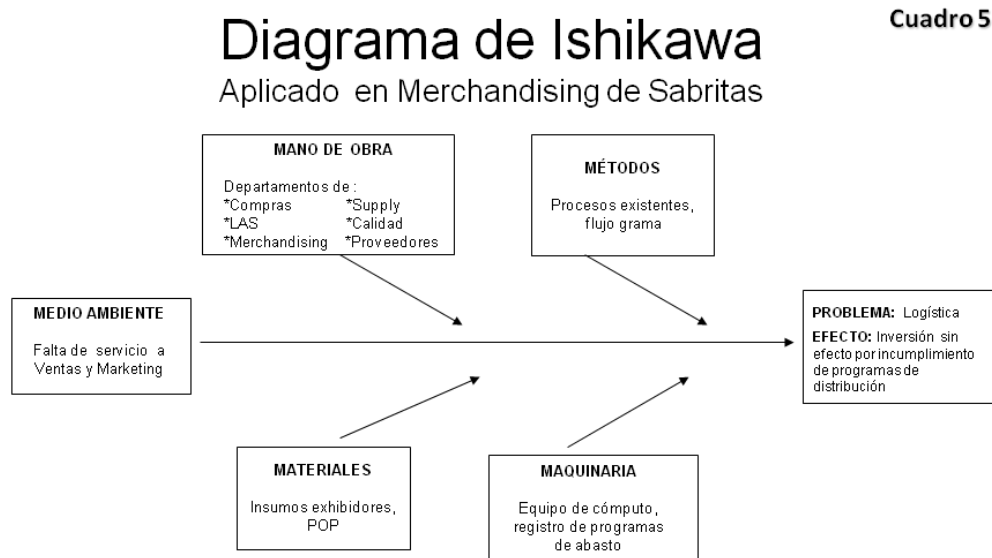 Cuadro 5
Diagrama de Ishikawa
Aplicado en Merchandising de Sabritas
MANO DE OBRA
Departamentos de :
*Compras *Supply
*LAS *Calidad
*Merchandising *Proveedores
MÉTODOS
Procesos existentes,
flujo grama
MEDIO AMBIENTE
Falta de servicio a
Ventas y Marketing
PROBLEMA: Logística
EFECTO: Inversión sin
efecto por incumplimiento
de programas de
distribución
MATERIALES
Insumos exhibidores,
POP
MAQUINARIA
Equipo de cómputo,
registro de programas
de abasto